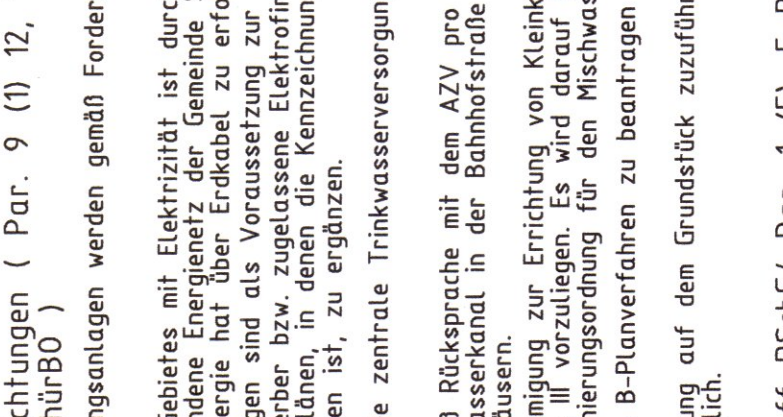 chtungen ( Par. 9 (1) 12,
hürBO )
ngsanlagen werden gemäß Forder
iebietes mit Elektrizität ist durc
ndene Energienetz der Gemeinde
ergie hat über Erdkabel zu erfo
gen sind als Voraussetzung zur
erber bzw. zugelassene Elektrofir
länen, in denen die Kennzeichnun
en ist, zu ergänzen.
e zentrale Trinkwasserversorgun
ß Rücksprache mit dem AZV pro
asserkanal in der Bahnhofstraße
äusern.
migung zur Errichtung von Kleink
III vorzuliegen. Es wird darauf
nierungsordnung für den Mischwas
B-Planverfahren zu beantragen
ng auf dem Grundstück zuzuführ
lich.